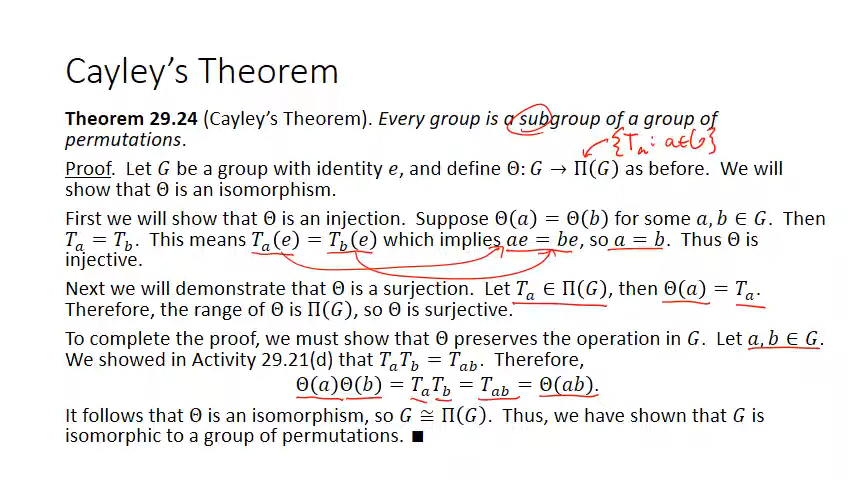 Cayley's Theorem
Theorem 29.24 (Cayley's Theorem). Every group is a subgroup of a group of
permutations.
{Tₐ: a∈G}
Proof. Let G be a group with identity e, and define Θ: G → Π(G) as before. We will
show that Θ is an isomorphism.
First we will show that Θ is an injection. Suppose Θ(a) = Θ(b) for some a, b ∈ G. Then
T_a = T_b. This means T_a(e) = T_b(e) which implies ae = be, so a = b. Thus Θ is
injective.
Next we will demonstrate that Θ is a surjection. Let T_a ∈ Π(G), then Θ(a) = T_a.
Therefore, the range of Θ is Π(G), so Θ is surjective.
To complete the proof, we must show that Θ preserves the operation in G. Let a, b ∈ G.
We showed in Activity 29.21(d) that T_aT_b = T_ab. Therefore,
Θ(a)Θ(b) = T_aT_b = T_ab = Θ(ab).
It follows that Θ is an isomorphism, so G ≅ Π(G). Thus, we have shown that G is
isomorphic to a group of permutations. ■